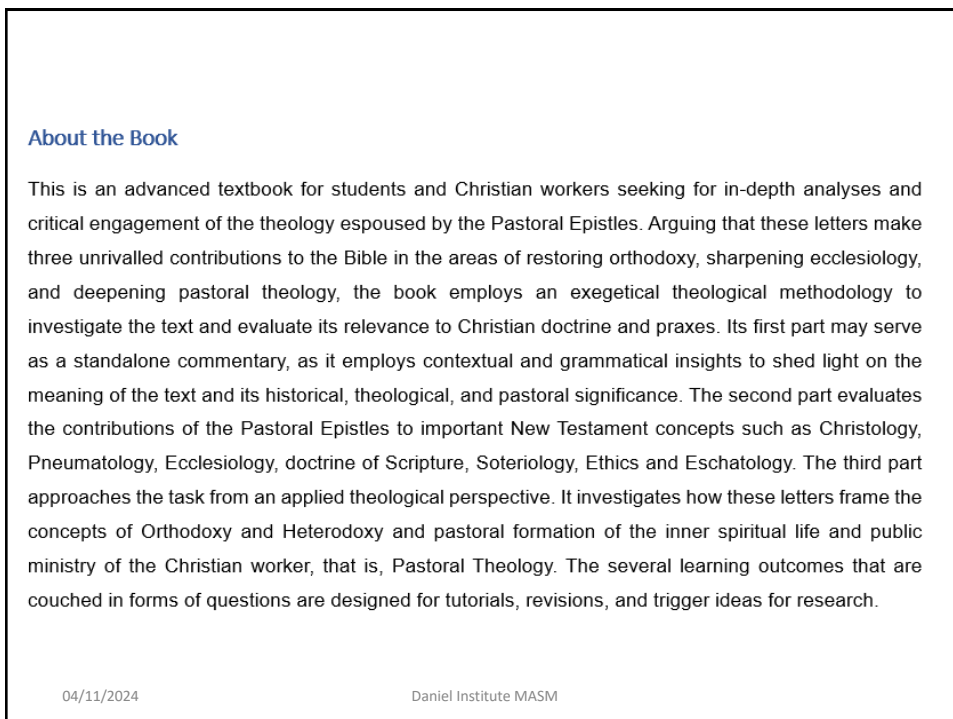 About the Book
This is an advanced textbook for students and Christian workers seeking for in-depth analyses and
critical engagement of the theology espoused by the Pastoral Epistles. Arguing that these letters make
three unrivalled contributions to the Bible in the areas of restoring orthodoxy, sharpening ecclesiology,
and deepening pastoral theology, the book employs an exegetical theological methodology to
investigate the text and evaluate its relevance to Christian doctrine and praxes. Its first part may serve
as a standalone commentary, as it employs contextual and grammatical insights to shed light on the
meaning of the text and its historical, theological, and pastoral significance. The second part evaluates
the contributions of the Pastoral Epistles to important New Testament concepts such as Christology,
Pneumatology, Ecclesiology, doctrine of Scripture, Soteriology, Ethics and Eschatology. The third part
approaches the task from an applied theological perspective. It investigates how these letters frame the
concepts of Orthodoxy and Heterodoxy and pastoral formation of the inner spiritual life and public
ministry of the Christian worker, that is, Pastoral Theology. The several learning outcomes that are
couched in forms of questions are designed for tutorials, revisions, and trigger ideas for research.
04/11/2024 Daniel Institute MASM